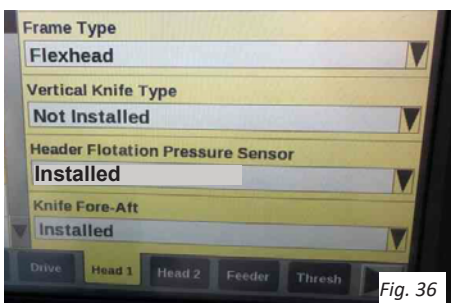 Frame Type
Flexhead
Vertical Knife Type
Not Installed
Header Flotation Pressure Sensor
Installed
Knife Fore-Aft
Installed
Drive Head 1 Head 2 Feeder Thresh
Fig. 36